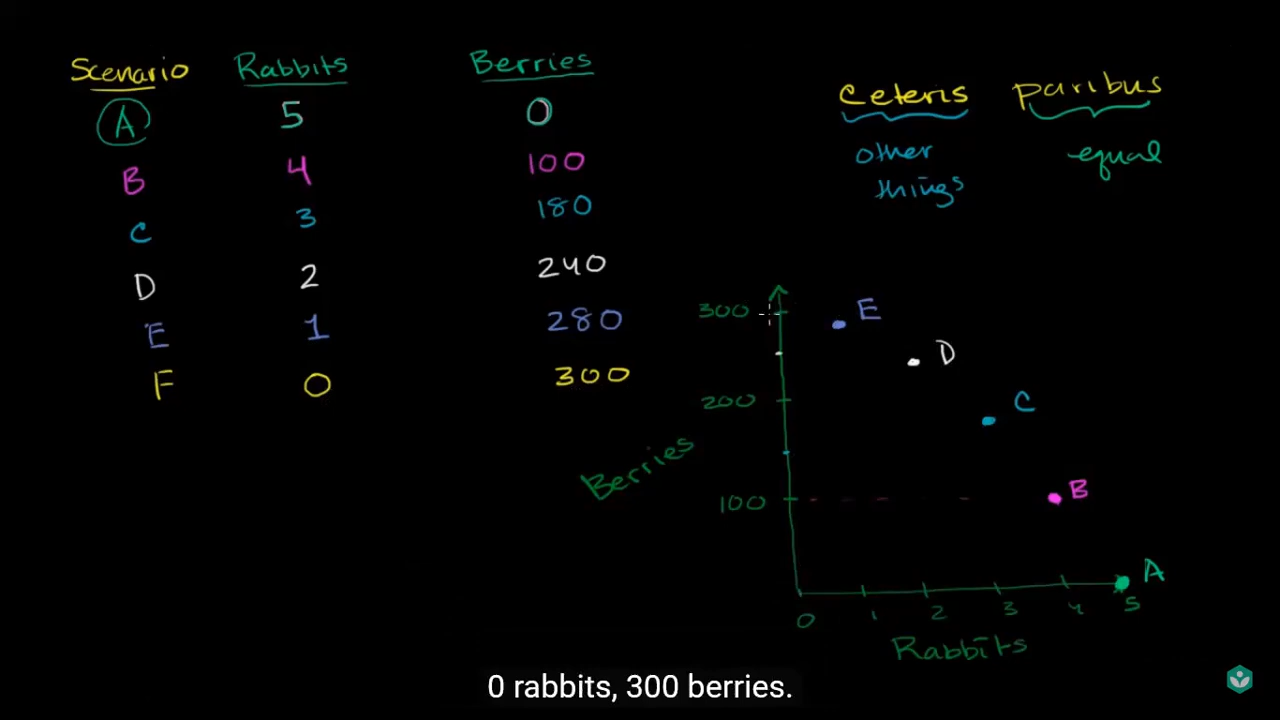 Scenario Rabbits Berries
A 5 0
B 4 100
C 3 180
D 2 240
E 1 280
F 0 300
Ceteris paribus
other equal
things
300
200
100
Berries
E
D
C
B
A
0 1 2 3 4 5
Rabbits
0 rabbits, 300 berries.